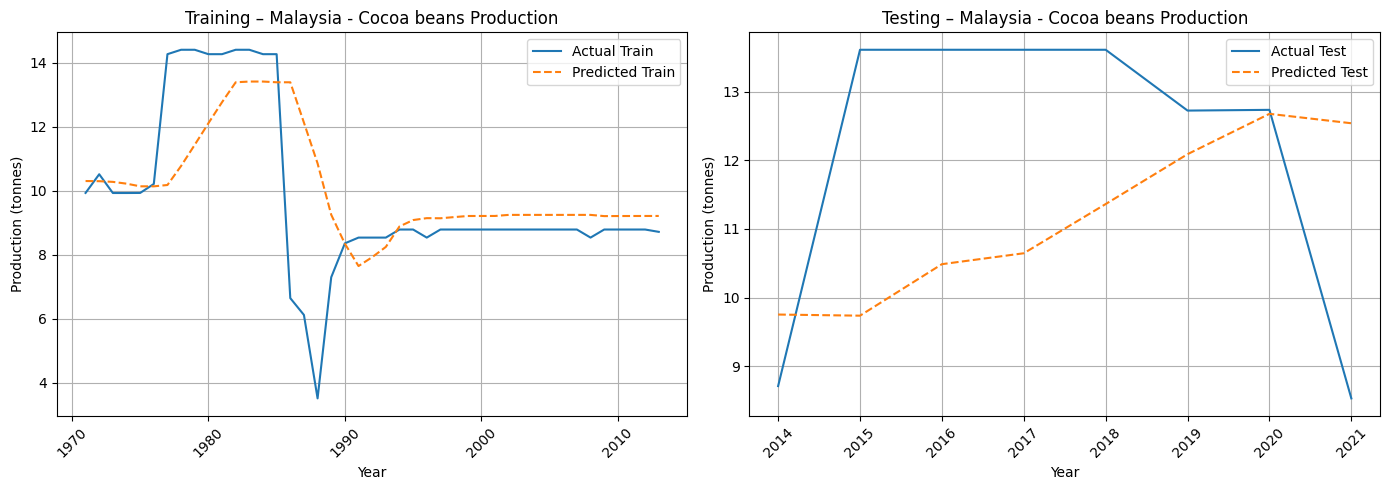 Training – Malaysia - Cocoa beans Production
Production (tonnes)
14
12
10
8
6
4
Actual Train
Predicted Train
1970
1980
1990
2000
2010
Year
Testing – Malaysia - Cocoa beans Production
Production (tonnes)
13
12
11
10
9
Actual Test
Predicted Test
2014
2015
2016
2017
2018
2019
2020
2021
Year